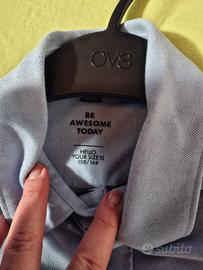 OVS
BE
AWESOME
TODAY
HELLO
YOUR SIZE IS
158/164
subito